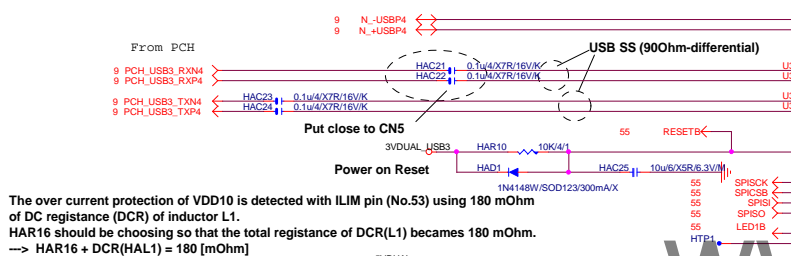 9 N_-USBP4
9 N_+USBP4
From PCH
USB SS (90Ohm-differential)
9 PCH_USB3_RXN4 HAC21 0.1u/4/X7R/16V/K U3
9 PCH_USB3_RXP4 HAC22 0.1u/4/X7R/16V/K U3
9 PCH_USB3_TXN4 HAC23 0.1u/4/X7R/16V/K U3
9 PCH_USB3_TXP4 HAC24 0.1u/4/X7R/16V/K U3
Put close to CN5
55 RESETB
3VDUAL_USB3 HAR10 10K/4/1
Power on Reset HAD1 HAC25 10u/6/X5R/6.3V/M
1N4148W/SOD123/300mA/X
55 SPISCK
55 SPICSB
55 SPISI
55 SPISO
55 LED1B
HTP1
The over current protection of VDD10 is detected with ILIM pin (No.53) using 180 mOhm
of DC registance (DCR) of inductor L1.
HAR16 should be choosing so that the total registance of DCR(L1) becames 180 mOhm.
---> HAR16 + DCR(HAL1) = 180 [mOhm]